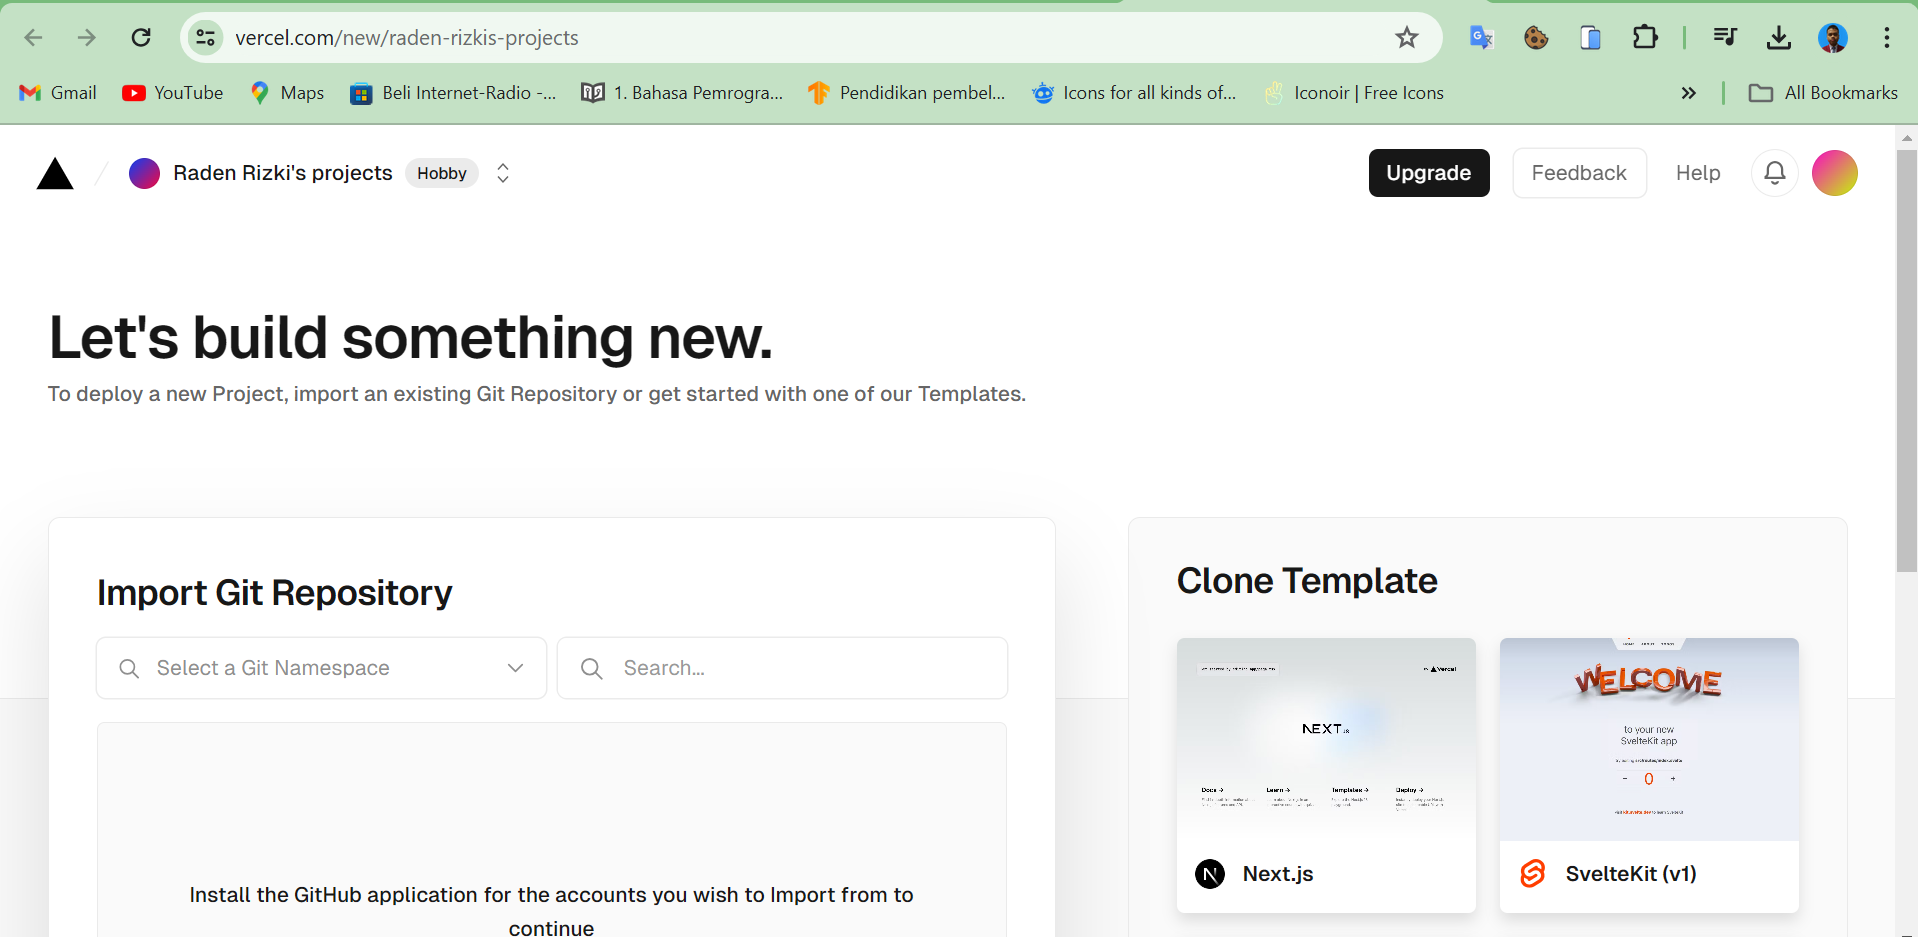 vercel.com/new/raden-rizkis-projects
Gmail
YouTube
Maps
Beli Internet-Radio -...
1. Bahasa Pemrogra...
Pendidikan pembel...
Icons for all kinds of...
Iconoir | Free Icons
All Bookmarks
Raden Rizki's projects
Hobby
Upgrade
Feedback
Help
Let's build something new.
To deploy a new Project, import an existing Git Repository or get started with one of our Templates.
Import Git Repository
Select a Git Namespace
Search...
Install the GitHub application for the accounts you wish to Import from to
continue
Clone Template
Vercel
NEXT.JS
Docs →
Learn →
Templates →
Deploy →
Next.js
WELCOME
to your new
SvelteKit app
- 0 +
SvelteKit (v1)